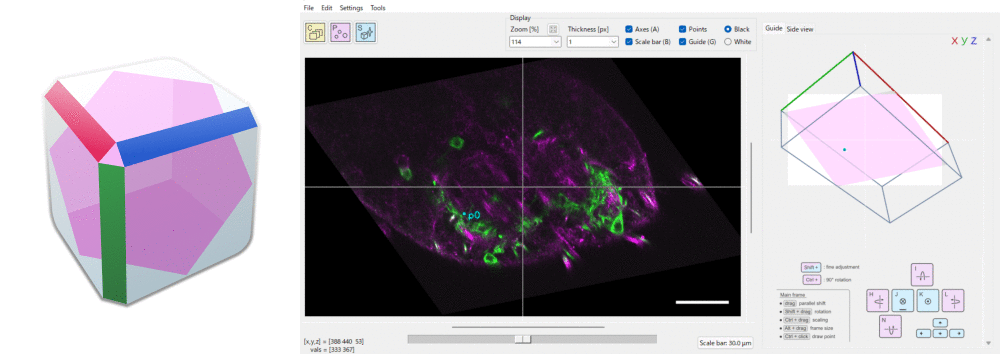 File Edit Settings Tools
C P S
Display
Zoom [%] Thickness [px] Axes (A) Points Black
114 1 Scale bar (B) Guide (G) White
Guide Side view
x y z
p0
Shift + : fine adjustment
Ctrl + : 90° rotation
Main frame
drag parallel shift
Shift + drag rotation
Ctrl + drag scaling
Alt + drag frame size
Ctrl + click draw point
I
H J K L
N
[x,y,z] = [388 440 53]
vals = [333 367]
Scale bar: 30.0 μm